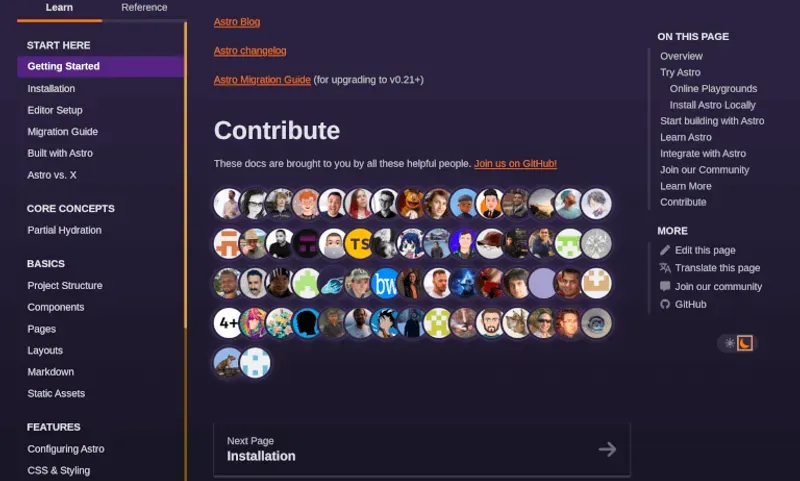 Learn
Reference
START HERE
Getting Started
Installation
Editor Setup
Migration Guide
Built with Astro
Astro vs. X
CORE CONCEPTS
Partial Hydration
BASICS
Project Structure
Components
Pages
Layouts
Markdown
Static Assets
FEATURES
Configuring Astro
CSS & Styling
Astro Blog
Astro changelog
Astro Migration Guide (for upgrading to v0.21+)
Contribute
These docs are brought to you by all these helpful people. Join us on GitHub!
TS
bw
4+
Next Page
Installation
ON THIS PAGE
Overview
Try Astro
Online Playgrounds
Install Astro Locally
Start building with Astro
Learn Astro
Integrate with Astro
Join our Community
Learn More
Contribute
MORE
Edit this page
Translate this page
Join our community
GitHub